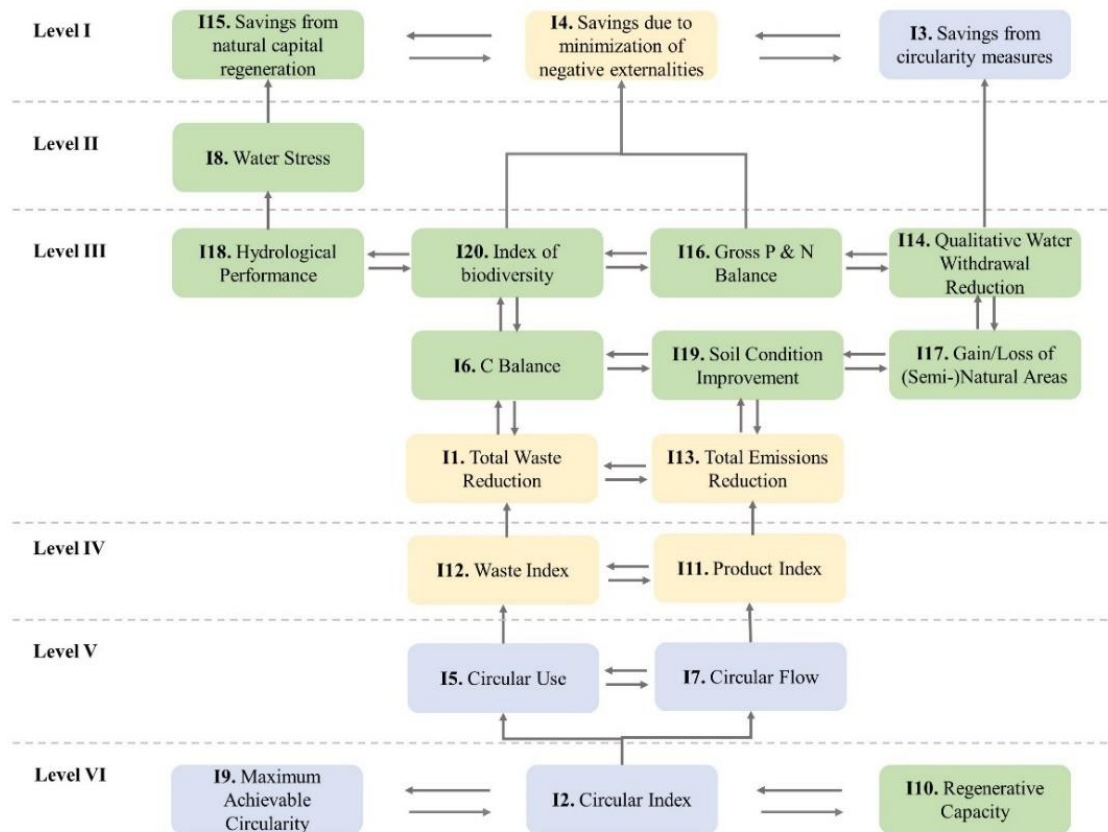 Level I
I15. Savings from
natural capital
regeneration
I4. Savings due to
minimization of
negative externalities
I3. Savings from
circularity measures
Level II
I8. Water Stress
Level III
I18. Hydrological
Performance
I20. Index of
biodiversity
I16. Gross P & N
Balance
I14. Qualitative Water
Withdrawal
Reduction
I6. C Balance
I19. Soil Condition
Improvement
I17. Gain/Loss of
(Semi-)Natural Areas
I1. Total Waste
Reduction
I13. Total Emissions
Reduction
Level IV
I12. Waste Index
I11. Product Index
Level V
I5. Circular Use
I7. Circular Flow
Level VI
I9. Maximum
Achievable
Circularity
I2. Circular Index
I10. Regenerative
Capacity